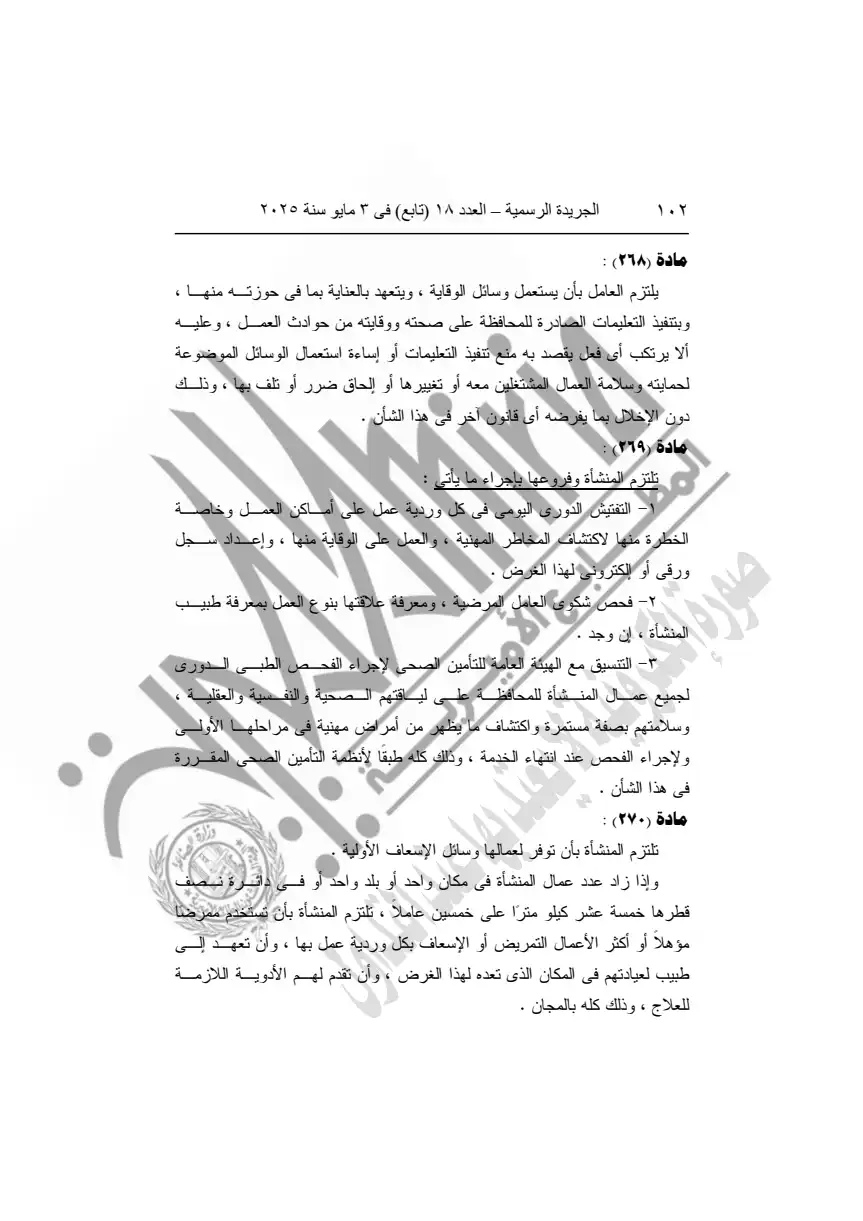 ١٠٢ الجريدة الرسمية – العدد ١٨ (تابع) فى ٣ مايو سنة ٢٠٢٥
مادة (٢٦٨) :
يلتزم العامل بأن يستعمل وسائل الوقاية ، ويتعهد بالعناية بما فى حوزته منها ،
وبتنفيذ التعليمات الصادرة للمحافظة على صحته ووقايته من حوادث العمل ، وعليه
ألا يرتكب أى فعل يقصد به منع تنفيذ التعليمات أو إساءة استعمال الوسائل الموضوعة
لحمايته وسلامة العمال المشتغلين معه أو تغييرها أو إلحاق ضرر أو تلف بها ، وذلك
دون الإخلال بما يفرضه أى قانون آخر فى هذا الشأن .
مادة (٢٦٩) :
تلتزم المنشأة وفروعها بإجراء ما يأتى :
١- التفتيش الدورى اليومى فى كل وردية عمل على أماكن العمل وخاصة
الخطرة منها لاكتشاف المخاطر المهنية ، والعمل على الوقاية منها ، وإعداد سجل
ورقى أو إلكترونى لهذا الغرض .
٢- فحص شكوى العامل المرضية ، ومعرفة علاقتها بنوع العمل بمعرفة طبيب
المنشأة ، إن وجد .
٣- التنسيق مع الهيئة العامة للتأمين الصحى لإجراء الفحص الطبى الدورى
لجميع عمال المنشأة للمحافظة على لياقتهم الصحية والنفسية والعقلية ،
وسلامتهم بصفة مستمرة واكتشاف ما يظهر من أمراض مهنية فى مراحلها الأولى
ولإجراء الفحص عند انتهاء الخدمة ، وذلك كله طبقًا لأنظمة التأمين الصحى المقررة
فى هذا الشأن .
مادة (٢٧٠) :
تلتزم المنشأة بأن توفر لعمالها وسائل الإسعاف الأولية .
وإذا زاد عدد عمال المنشأة فى مكان واحد أو بلد واحد أو فى دائرة نصف
قطرها خمسة عشر كيلو مترًا على خمسين عاملاً ، تلتزم المنشأة بأن تستخدم ممرضًا
مؤهلاً أو أكثر الأعمال التمريض أو الإسعاف بكل وردية عمل بها ، وأن تعهد إلى
طبيب لعيادتهم فى المكان الذى تعده لهذا الغرض ، وأن تقدم لهم الأدوية اللازمة
للعلاج ، وذلك كله بالمجان .
المطابع الأميرية
Al Amiria
صورة إلكترونية لا يعتد بها عند التداول